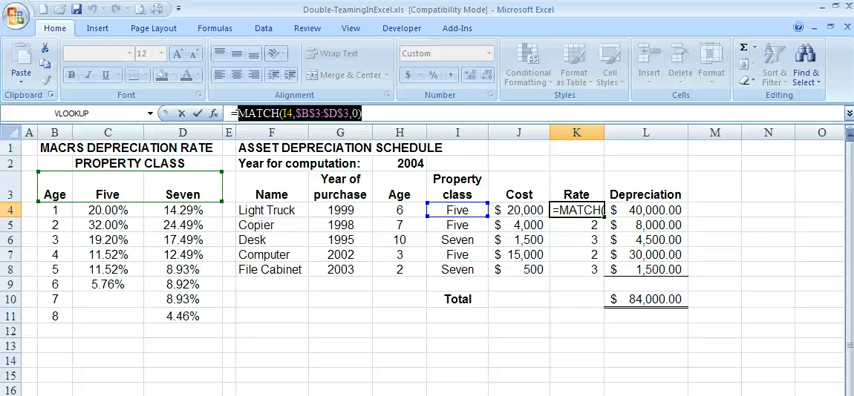 Double-TeamingInExcel.xls [Compatibility Mode] - Microsoft Excel
Home Insert Page Layout Formulas Data Review View Developer Add-Ins
12 A A Wrap Text Custom Σ
Paste B I U A Merge & Center $ % , Conditional Formatting Format as Table Cell Styles Insert Delete Format Sort & Filter Find & Select
Clipboard Font Alignment Number Styles Cells Editing
VLOOKUP fx =MATCH(I4,$B$3:$D$3,0)
A B C D E F G H I J K L M N O
1 MACRS DEPRECIATION RATE ASSET DEPRECIATION SCHEDULE
2 PROPERTY CLASS Year for computation: 2004
3 Age Five Seven Name Year of purchase Age Property class Cost Rate Depreciation
4 1 20.00% 14.29% Light Truck 1999 6 Five $ 20,000 =MATCH( $ 40,000.00
5 2 32.00% 24.49% Copier 1998 7 Five $ 4,000 2 $ 8,000.00
6 3 19.20% 17.49% Desk 1995 10 Seven $ 1,500 3 $ 4,500.00
7 4 11.52% 12.49% Computer 2002 3 Five $ 15,000 2 $ 30,000.00
8 5 11.52% 8.93% File Cabinet 2003 2 Seven $ 500 3 $ 1,500.00
9 6 5.76% 8.92%
10 7 8.93% Total $ 84,000.00
11 8 4.46%
12
13
14
15
16